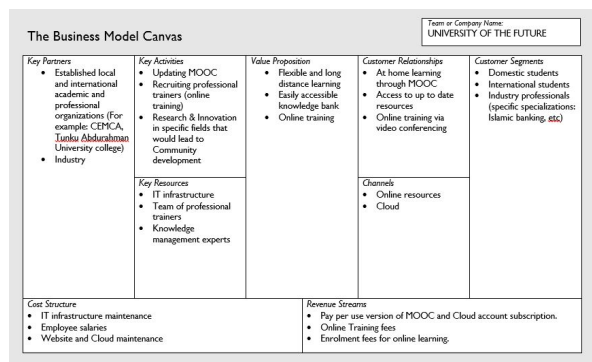 Team or Company Name:
UNIVERSITY OF THE FUTURE
The Business Model Canvas
Key Partners
• Established local
and international
academic and
professional
organizations (For
example: CEMCA,
Tunku Abdurahman
University college)
• Industry
Key Activities
• Updating MOOC
• Recruiting professional
trainers (online
training)
• Research & Innovation
in specific fields that
would lead to
Community
development
Key Resources
• IT infrastructure
• Team of professional
trainers
• Knowledge
management experts
Value Proposition
• Flexible and long
distance learning
• Easily accessible
knowledge bank
• Online training
Customer Relationships
• At home learning
through MOOC
• Access to up to date
resources
• Online training via
video conferencing
Channels
• Online resources
• Cloud
Customer Segments
• Domestic students
• International students
• Industry professionals
(specific specializations:
Islamic banking, etc)
Cost Structure
• IT infrastructure maintenance
• Employee salaries
• Website and Cloud maintenance
Revenue Streams
• Pay per use version of MOOC and Cloud account subscription.
• Online Training fees
• Enrolment fees for online learning.